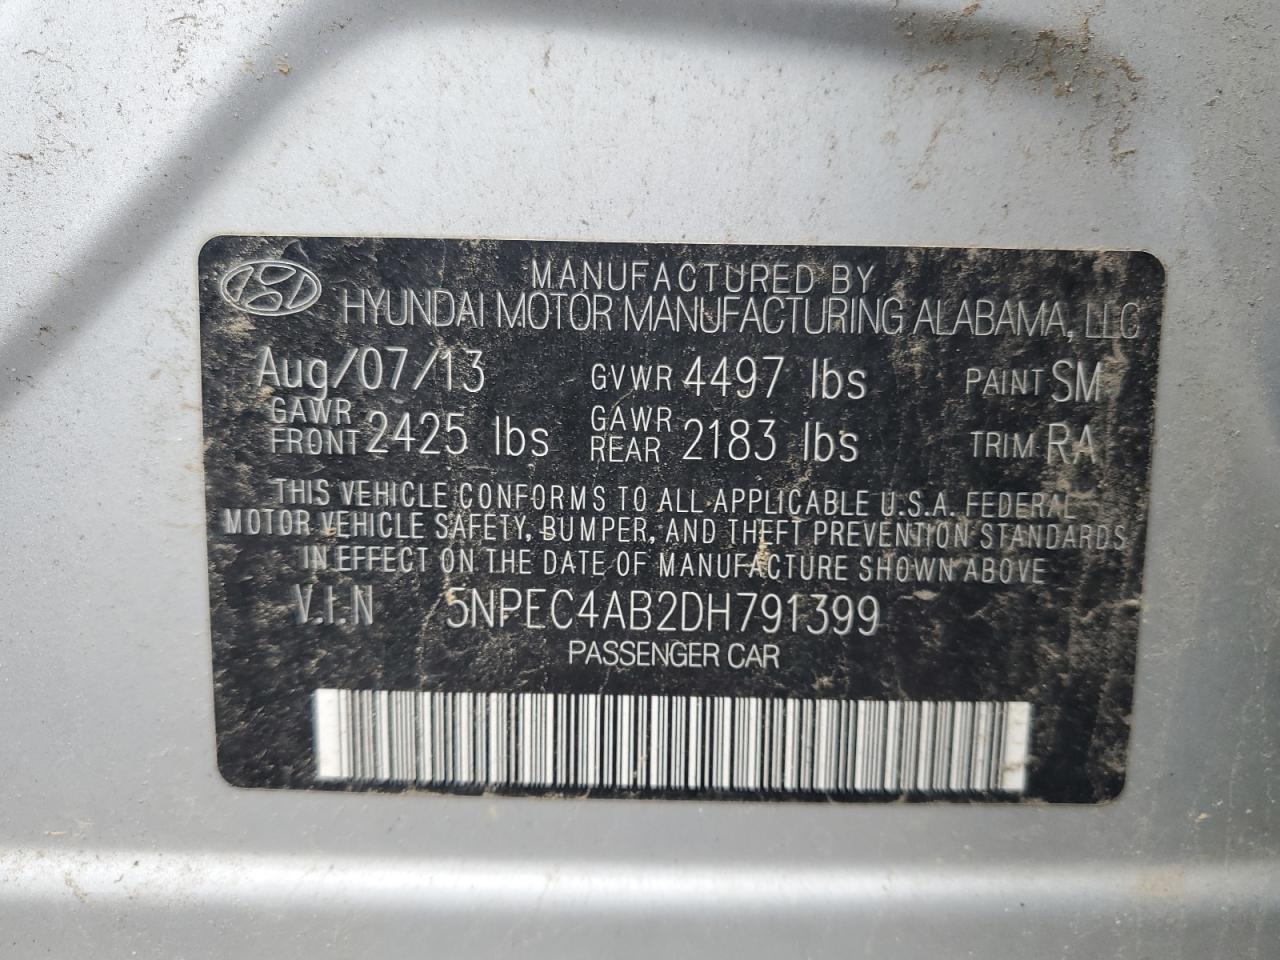 MANUFACTURED BY
HYUNDAI MOTOR MANUFACTURING ALABAMA, LLC
Aug/07/13 GVWR 4497 lbs PAINT SM
GAWR FRONT 2425 lbs GAWR REAR 2183 lbs TRIM RA
THIS VEHICLE CONFORMS TO ALL APPLICABLE U.S.A. FEDERAL
MOTOR VEHICLE SAFETY, BUMPER, AND THEFT PREVENTION STANDARDS
IN EFFECT ON THE DATE OF MANUFACTURE SHOWN ABOVE
V.I.N 5NPEC4AB2DH791399
PASSENGER CAR